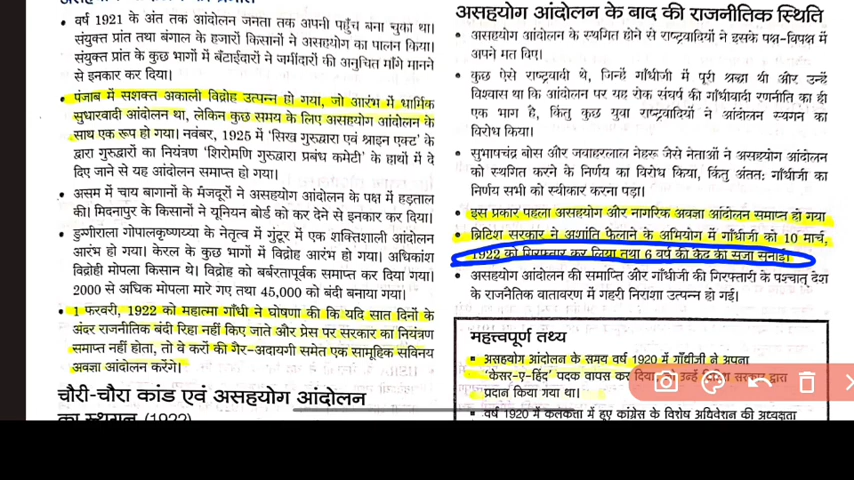 वर्ष 1921 के अंत तक आंदोलन जनता तक अपनी पहुँच बना चुका था।
संयुक्त प्रांत तथा बंगाल के हजारों किसानों ने असहयोग का पालन किया।
संयुक्त प्रांत के कुछ भागों में बँटाईदारों ने जमींदारों की अनुचित माँगे मानने
से इनकार कर दिया।
पंजाब में सशक्त अकाली विद्रोह उत्पन्न हो गया, जो आरंभ में धार्मिक
सुधारवादी आंदोलन था, लेकिन कुछ समय के लिए असहयोग आंदोलन के
साथ एक रूप हो गया। नवंबर, 1925 में 'सिख गुरुद्वारा एवं श्राइन एक्ट' के
द्वारा गुरुद्वारों का नियंत्रण 'शिरोमणि गुरुद्वारा प्रबंध कमेटी' के हाथों में दे
दिए जाने से यह आंदोलन समाप्त हो गया।
असम में चाय बागानों के मजदूरों ने असहयोग आंदोलन के पक्ष में हड़ताल
की। मिदनापुर के किसानों ने यूनियन बोर्ड को कर देने से इनकार कर दिया।
डुग्गीराला गोपालकृष्णय्या के नेतृत्व में गुंटूर में एक शक्तिशाली आंदोलन
आरंभ हो गया। केरल के कुछ भागों में विद्रोह आरंभ हो गया। अधिकांश
विद्रोही मोपला किसान थे। विद्रोह को बर्बरतापूर्वक समाप्त कर दिया गया।
2000 से अधिक मोपला मारे गए तथा 45,000 को बंदी बनाया गया।
1 फरवरी, 1922 को महात्मा गाँधी ने घोषणा की कि यदि सात दिनों के
अंदर राजनीतिक बंदी रिहा नहीं किए जाते और प्रेस पर सरकार का नियंत्रण
समाप्त नहीं होता, तो वे करों की गैर-अदायगी समेत एक सामूहिक सविनय
अवज्ञा आंदोलन करेंगे।
चौरी-चौरा कांड एवं असहयोग आंदोलन
का स्थगन (1922)
असहयोग आंदोलन के बाद की राजनीतिक स्थिति
असहयोग आंदोलन के स्थगित होने से राष्ट्रवादियों ने इसके पक्ष-विपक्ष में
अपने मत दिए।
कुछ ऐसे राष्ट्रवादी थे, जिन्हें गाँधीजी में पूरी श्रद्धा थी और उन्हें
विश्वास था कि आंदोलन पर यह रोक संघर्ष की गाँधीवादी रणनीति का ही
एक भाग है, किंतु कुछ युवा राष्ट्रवादियों ने आंदोलन स्थगन का
विरोध किया।
सुभाषचंद्र बोस और जवाहरलाल नेहरू जैसे नेताओं ने असहयोग आंदोलन
को स्थगित करने के निर्णय का विरोध किया, किंतु अंततः गाँधीजी का
निर्णय सभी को स्वीकार करना पड़ा।
इस प्रकार पहला असहयोग और नागरिक अवज्ञा आंदोलन समाप्त हो गया
ब्रिटिश सरकार ने अशांति फैलाने के अभियोग में गाँधीजी को 10 मार्च,
1922 को गिरफ्तार कर लिया तथा 6 वर्ष की कैद की सजा सुनाई।
असहयोग आंदोलन की समाप्ति और गाँधीजी की गिरफ्तारी के पश्चात् देश
के राजनैतिक वातावरण में गहरी निराशा उत्पन्न हो गई।
महत्त्वपूर्ण तथ्य
असहयोग आंदोलन के समय वर्ष 1920 में गाँधीजी ने अपना
'केसर-ए-हिंद' पदक वापस कर दिया सरकार द्वारा
प्रदान किया गया था।
वर्ष 1920 में कलकत्ता में हुए कांग्रेस के विशेष अधिवेशन की अध्यक्षता